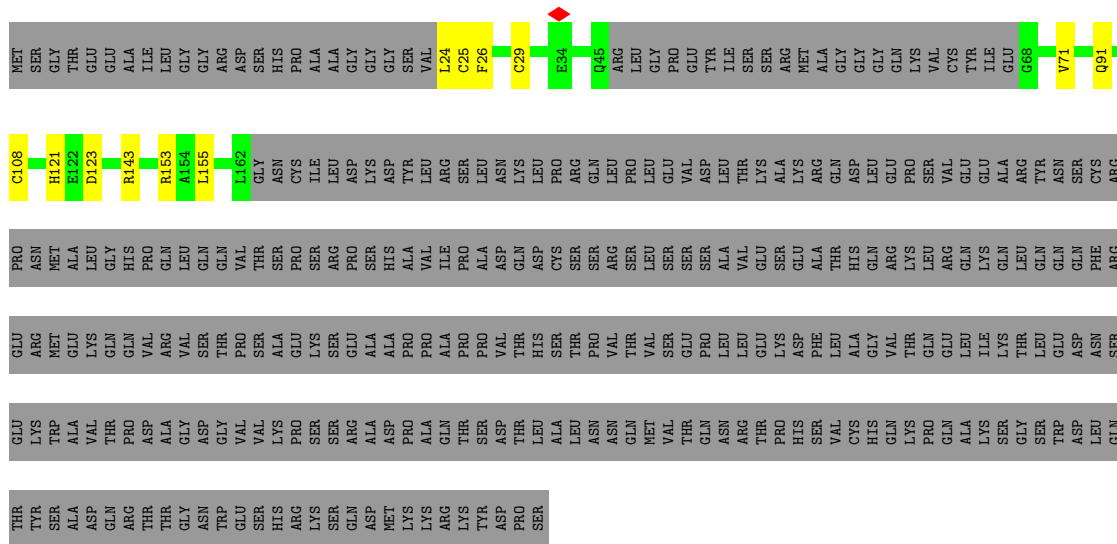 MET SER GLY THR GLU GLU ALA ILE LEU GLY GLY ARG ASP SER HIS PRO ALA ALA GLY GLY GLY SER VAL L24 C25 F26 C29 E34 Q45 ARG LEU GLY PRO GLU TYR ILE SER SER ARG MET ALA GLY GLY GLY GLN LYS VAL CYS TYR ILE GLU G68 V71 Q91
C108 H121 E122 D123 R143 R153 A154 L155 L162 GLY ASN CYS ILE LEU ASP LYS ASP TYR LEU ARG SER LEU ASN LYS LEU PRO ARG GLN LEU PRO LEU LEU GLU VAL ASP LEU THR LYS ALA LYS ARG GLN ASP LEU GLU PRO SER VAL GLU GLU ALA ARG TYR ASN SER CYS ARG
PRO ASN MET ALA LEU GLY HIS PRO GLN LEU GLN GLN VAL THR SER PRO SER ARG PRO SER HIS ALA VAL ILE PRO ALA ASP GLN ASP CYS SER SER ARG SER LEU SER SER SER ALA VAL GLU SER GLU ALA THR HIS GLN ARG LYS LEU ARG GLN LYS GLN LEU GLN GLN GLN PHE ARG
GLU ARG MET GLU LYS GLN GLN VAL ARG VAL SER THR PRO SER ALA GLU LYS SER GLU ALA ALA PRO PRO ALA PRO PRO VAL THR HIS SER THR PRO VAL THR VAL SER GLU PRO LEU LEU GLU LYS ASP PHE LEU ALA GLY VAL THR GLN GLU LEU ILE LYS THR LEU GLU ASP ASN SER
GLU LYS TRP ALA VAL THR PRO ASP ALA GLY ASP GLY VAL VAL LYS PRO SER SER ARG ALA ASP PRO ALA GLN THR SER ASP THR LEU ALA LEU ASN ASN GLN MET VAL THR GLN ASN ARG THR PRO HIS SER VAL CYS HIS GLN LYS PRO GLN ALA LYS SER GLY SER TRP ASP LEU GLN
THR TYR SER ALA ASP GLN ARG THR THR GLY ASN TRP GLU SER HIS ARG LYS SER GLN ASP MET LYS LYS ARG LYS TYR ASP PRO SER